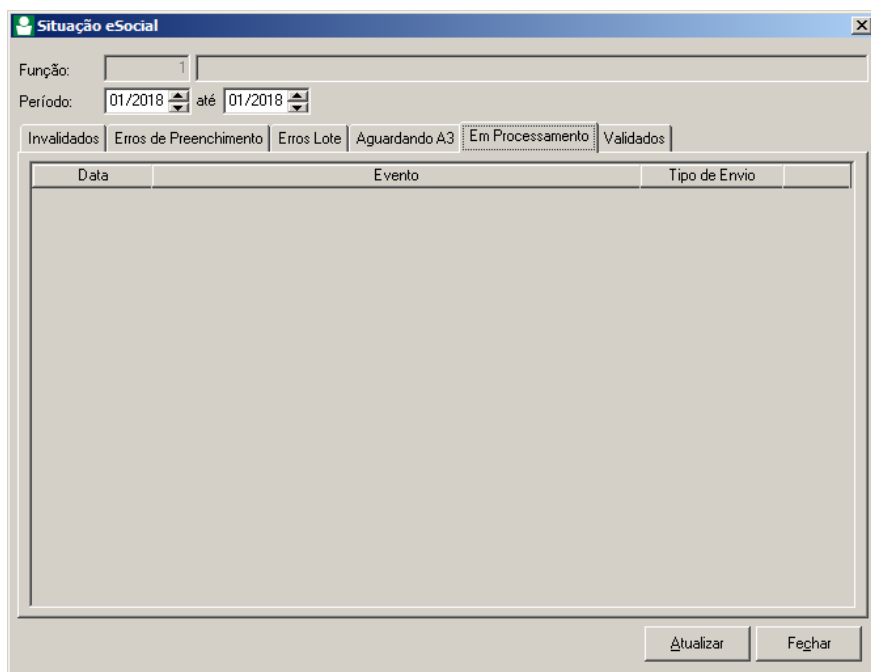 Situação eSocial
Função: 1
Período: 01/2018 até 01/2018
Invalidados Erros de Preenchimento Erros Lote Aguardando A3 Em Processamento Validados
Data Evento Tipo de Envio
Atualizar Fechar